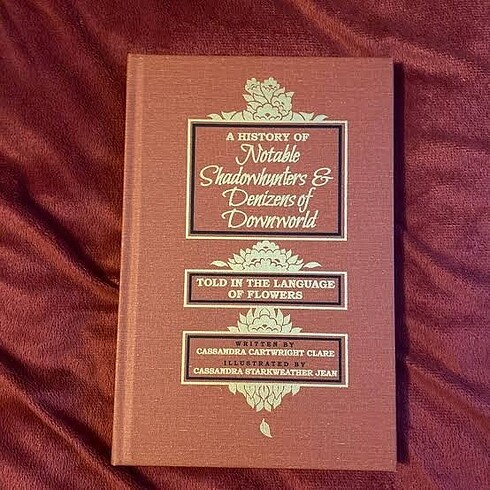 A HISTORY OF
Notable
Shadowhunters &
Denizens of
Downworld
TOLD IN THE LANGUAGE
OF FLOWERS
WRITTEN BY
CASSANDRA CARTWRIGHT CLARE
ILLUSTRATED BY
CASSANDRA STARKWEATHER JEAN